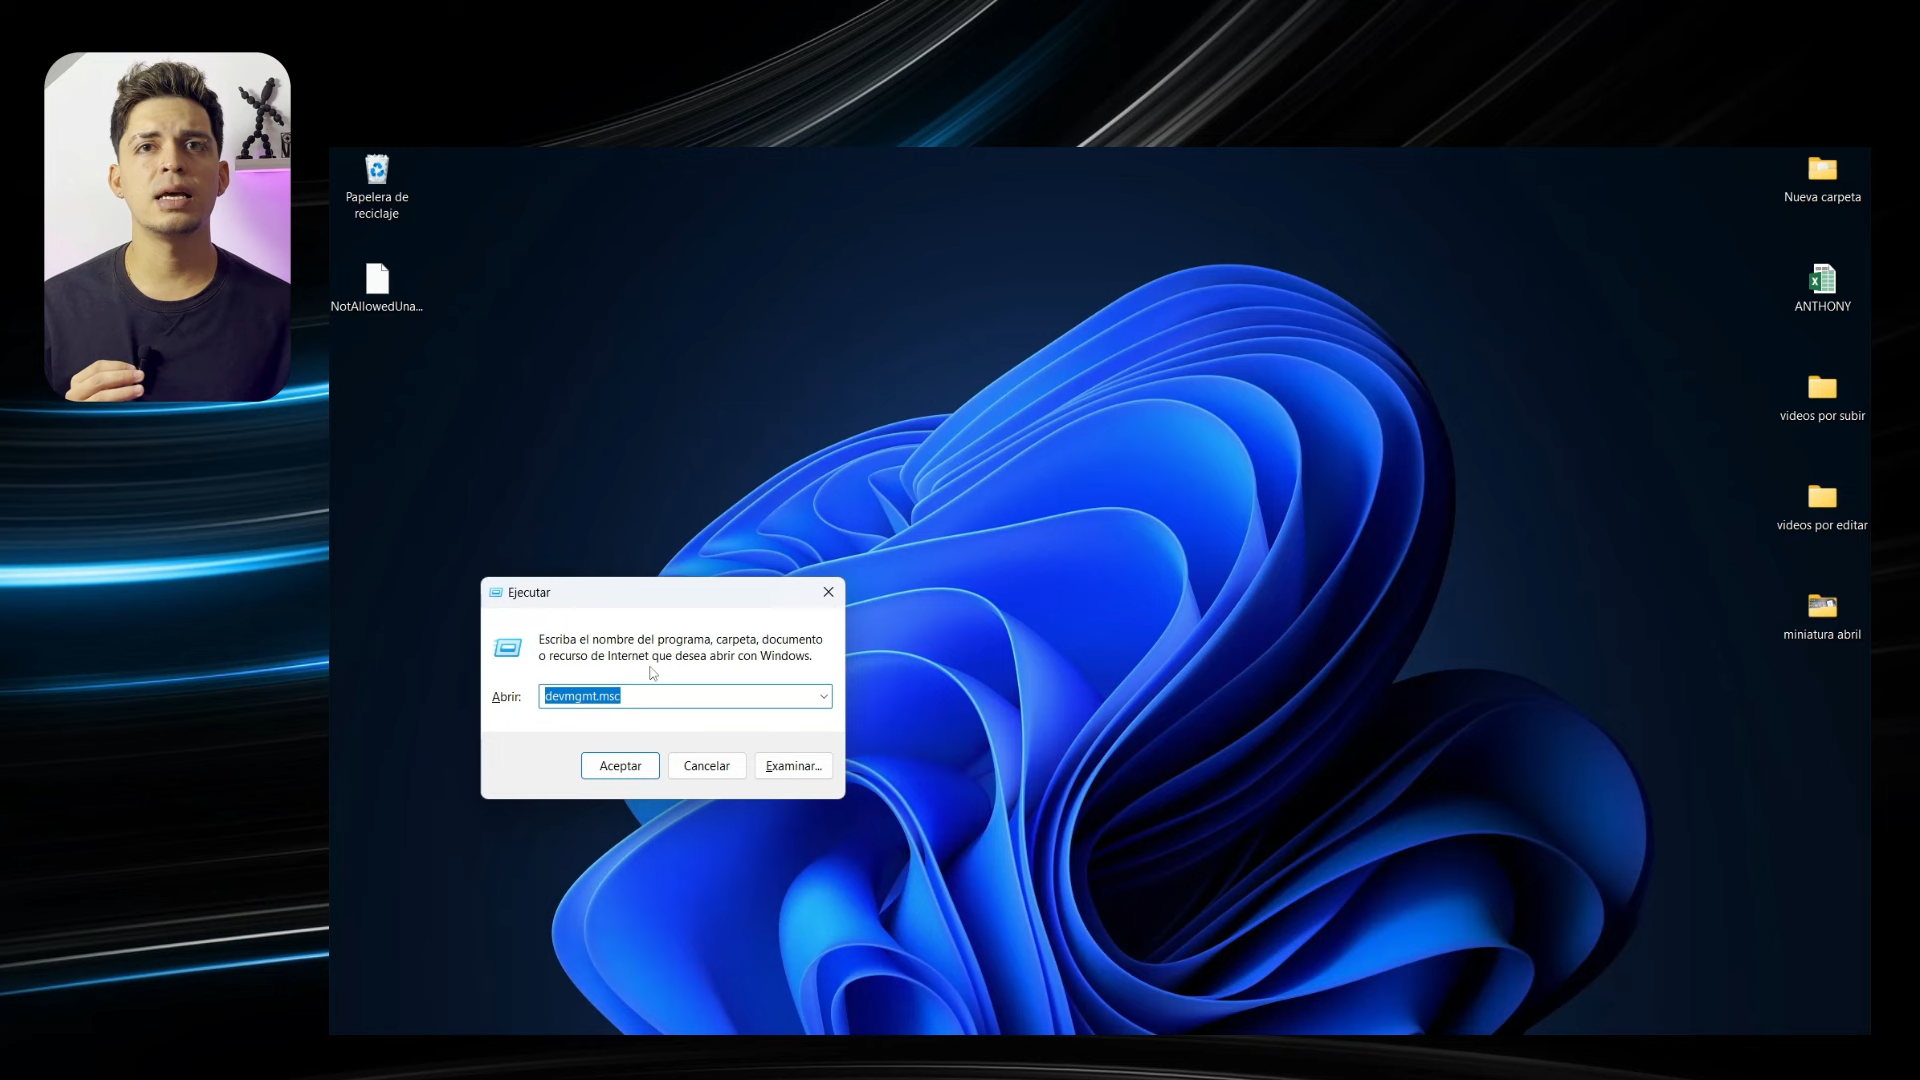 Papelera de
reciclaje
NotAllowedUna...
Nueva carpeta
ANTHONY
videos por subir
videos por editar
miniatura abril
Ejecutar
Escriba el nombre del programa, carpeta, documento
o recurso de Internet que desea abrir con Windows.
Abrir:
devmgmt.msc
Aceptar
Cancelar
Examinar...